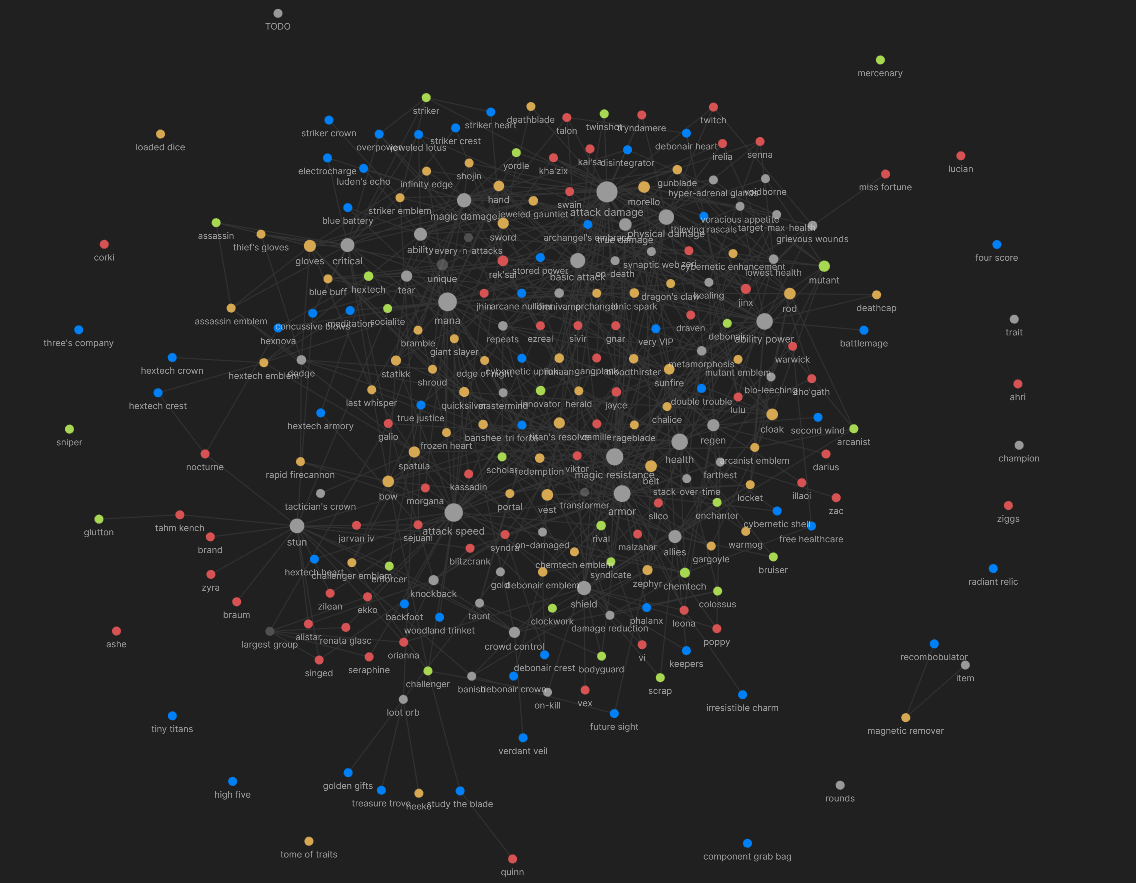 TODO
mercenary
striker
striker crown
striker heart
deathblade
talon
twinshot
tryndamere
twitch
loaded dice
overpower
jeweled lotus
striker crest
debonair heart
irelia
senna
yordle
kai'sa
disintegrator
lucian
electrocharge
luden's echo
shojin
kha'zix
gunblade
miss fortune
infinity edge
hand
swain
morello
hyper-adrenal glands
voidborne
striker emblem
jeweled gauntlet
attack damage
blue battery
magic damage
voracious appetite
assassin
thief's gloves
sword
archangel's embrace
true damage
physical damage
thieving rascals
target-max-health
grievous wounds
corki
gloves
critical
ability
every-n-attacks
four score
rek'sai
stored power
basic attack
on-death
synaptic web
zeri
cybernetic enhancement
lowest health
mutant
unique
blue buff
hextech
tear
dragon's claw
healing
jinx
rod
deathcap
assassin emblem
concussive blows
meditation
socialite
mana
jhin
arcane nullifier
omnivamp
archangel
ionic spark
draven
debonair
ability power
trait
three's company
hexnova
bramble
repeats
ezreal
sivir
gnar
very VIP
battlemage
giant slayer
hextech crown
hextech emblem
dodge
statikk
shroud
edge of night
cybernetic uplink
runaan
gangplank
bloodthirster
sunfire
metamorphosis
mutant emblem
warwick
bio-leeching
cho'gath
ahri
hextech crest
last whisper
quicksilver
mastermind
innovator
herald
jayce
double trouble
lulu
hextech armory
true justice
chalice
second wind
sniper
galio
frozen heart
banshee
tri force
titan's resolve
camille
rageblade
regen
cloak
arcanist
champion
nocturne
rapid firecannon
spatula
scholar
redemption
viktor
magic resistance
health
arcanist emblem
darius
bow
kassadin
belt
farthest
tactician's crown
morgana
portal
vest
transformer
armor
stack-over-time
locket
illaoi
zac
glutton
tahm kench
stun
jarvan iv
sejuani
attack speed
silco
enchanter
cybernetic shell
free healthcare
ziggs
brand
syndra
on-damaged
rival
malzahar
allies
warmog
blitzcrank
chemtech emblem
gargoyle
bruiser
zyra
hextech heart
challenger emblem
enforcer
gold
debonair emblem
syndicate
zephyr
chemtech
radiant relic
knockback
shield
colossus
braum
zilean
ekko
backfoot
taunt
clockwork
damage reduction
phalanx
leona
ashe
largest group
alistar
renata glasc
woodland trinket
crowd control
poppy
singed
seraphine
orianna
debonair crest
bodyguard
vi
keepers
recombobulator
item
challenger
banish
debonair crown
on-kill
vex
scrap
irresistible charm
tiny titans
loot orb
future sight
magnetic remover
verdant veil
high five
golden gifts
treasure trove
neeko
study the blade
rounds
tome of traits
quinn
component grab bag